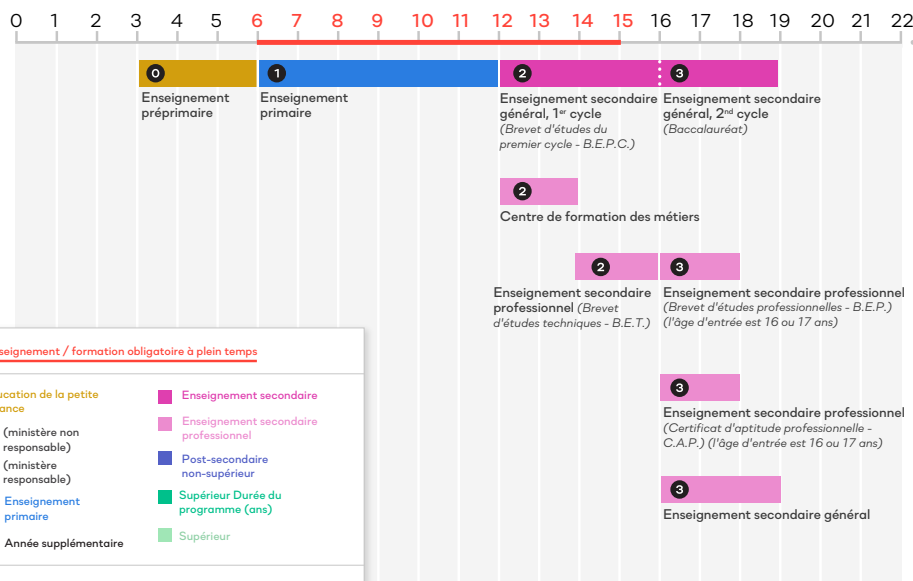 0 1 2 3 4 5 6 7 8 9 10 11 12 13 14 15 16 17 18 19 20 21 22
0
Enseignement
préprimaire
1
Enseignement
primaire
2
Enseignement secondaire
général, 1er cycle
(Brevet d'études du
premier cycle - B.E.P.C.)
3
Enseignement secondaire
général, 2nd cycle
(Baccalauréat)
2
Centre de formation des métiers
2
Enseignement secondaire
professionnel (Brevet
d'études techniques - B.E.T.)
3
Enseignement secondaire professionnel
(Brevet d'études professionnelles - B.E.P.)
(l'âge d'entrée est 16 ou 17 ans)
3
Enseignement secondaire professionnel
(Certificat d'aptitude professionnelle -
C.A.P.) (l'âge d'entrée est 16 ou 17 ans)
3
Enseignement secondaire général
seignement / formation obligatoire à plein temps
ucation de la petite
ance
(ministère non
responsable)
(ministère
responsable)
Enseignement
primaire
Année supplémentaire
Enseignement secondaire
Enseignement secondaire
professionnel
Post-secondaire
non-supérieur
Supérieur Durée du
programme (ans)
Supérieur